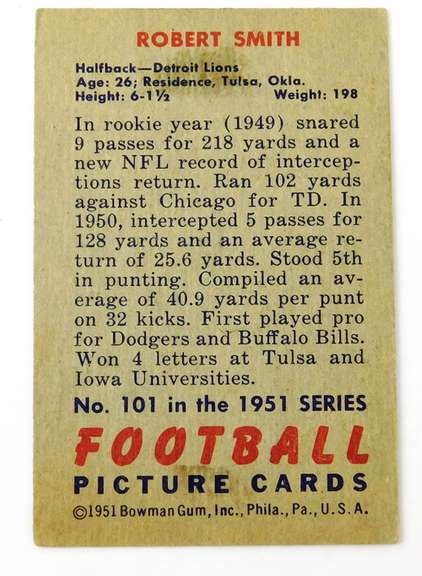 ROBERT SMITH
Halfback—Detroit Lions
Age: 26; Residence, Tulsa, Okla.
Height: 6-1½ Weight: 198
In rookie year (1949) snared
9 passes for 218 yards and a
new NFL record of intercep-
tions return. Ran 102 yards
against Chicago for TD. In
1950, intercepted 5 passes for
128 yards and an average re-
turn of 25.6 yards. Stood 5th
in punting. Compiled an av-
erage of 40.9 yards per punt
on 32 kicks. First played pro
for Dodgers and Buffalo Bills.
Won 4 letters at Tulsa and
Iowa Universities.
No. 101 in the 1951 SERIES
FOOTBALL
PICTURE CARDS
©1951 Bowman Gum, Inc., Phila., Pa., U.S.A.